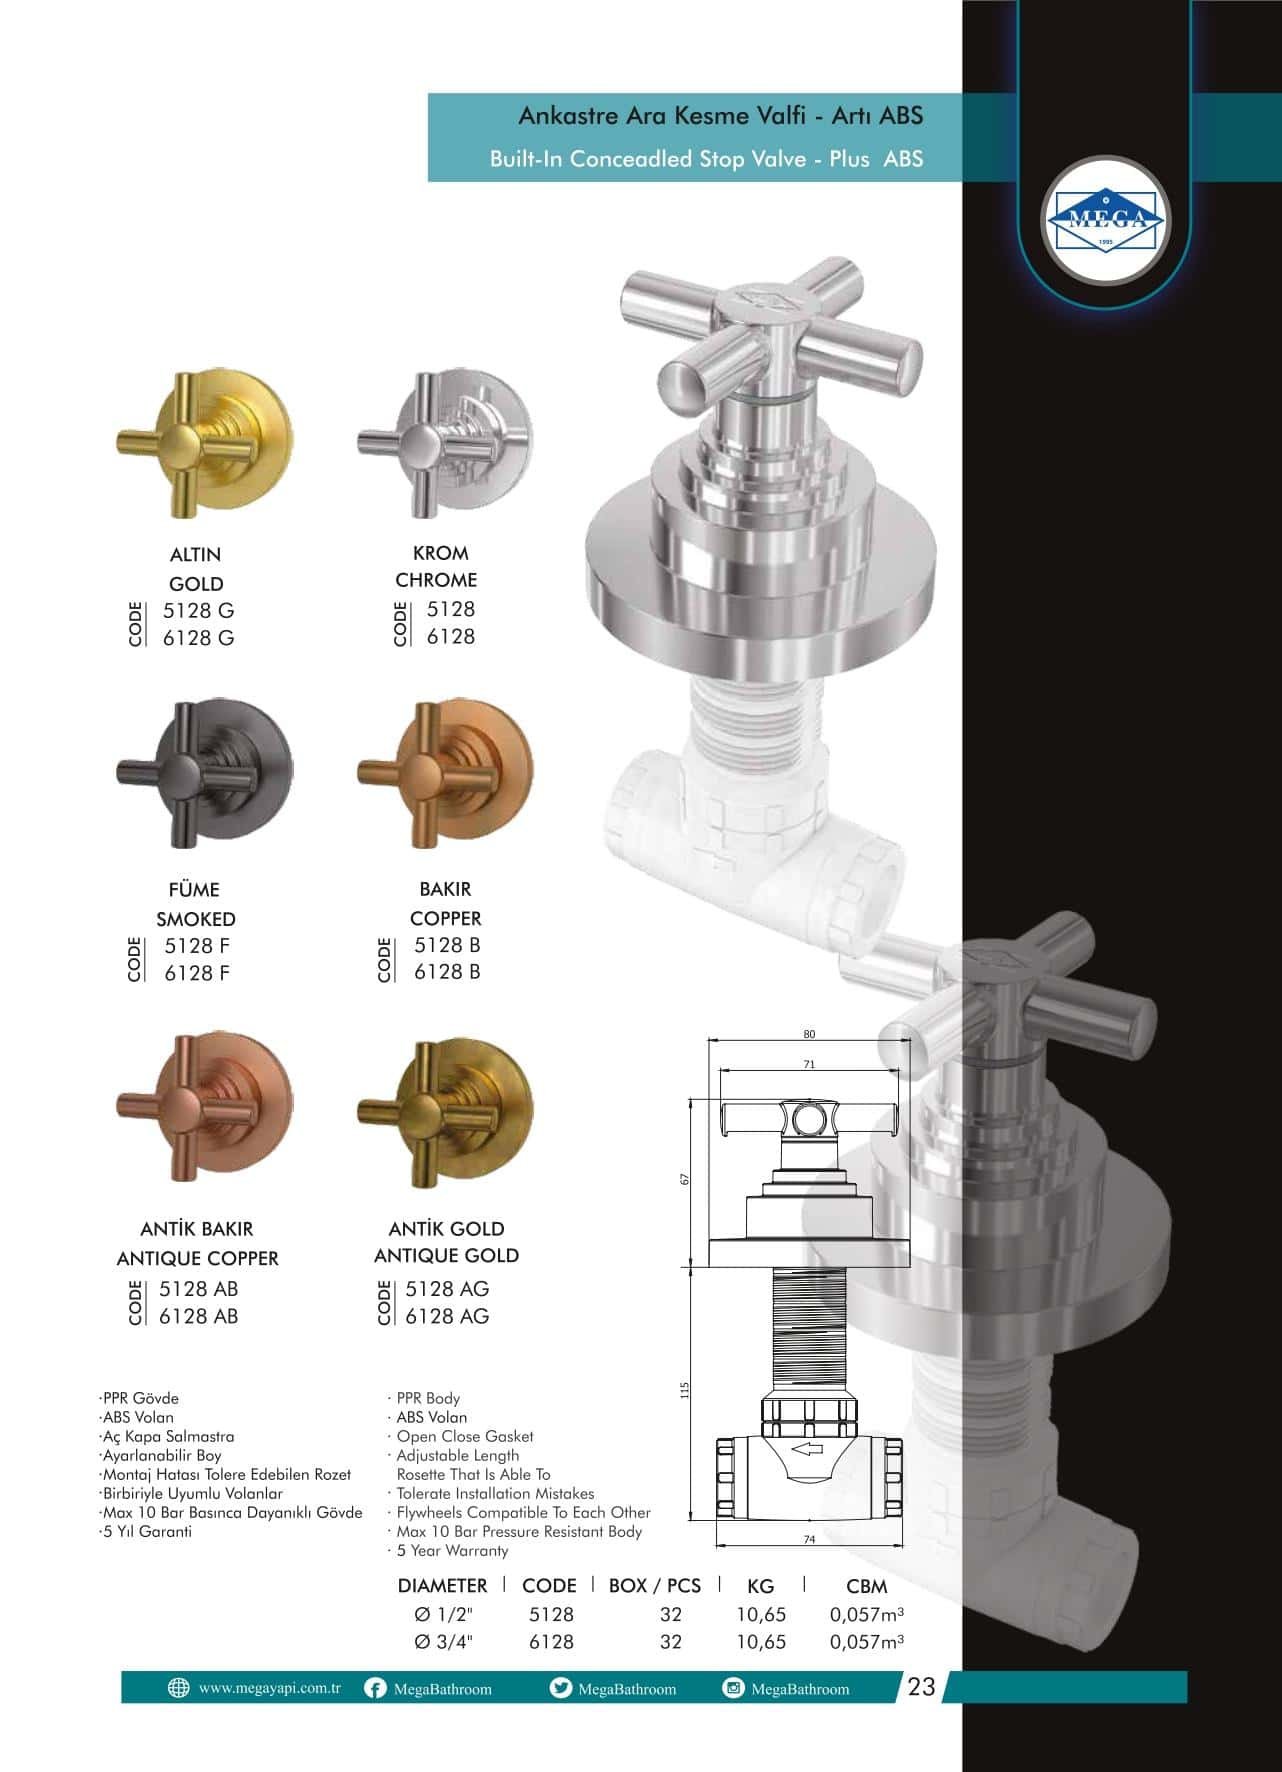 Ankastre Ara Kesme Valfi - Artı ABS
Built-In Conceadled Stop Valve - Plus ABS
MEGA
1995
ALTIN
GOLD
CODE
5128 G
6128 G
KROM
CHROME
CODE
5128
6128
FÜME
SMOKED
CODE
5128 F
6128 F
BAKIR
COPPER
CODE
5128 B
6128 B
ANTİK BAKIR
ANTIQUE COPPER
CODE
5128 AB
6128 AB
ANTİK GOLD
ANTIQUE GOLD
CODE
5128 AG
6128 AG
80
71
67
115
74
·PPR Gövde
·ABS Volan
·Aç Kapa Salmastra
·Ayarlanabilir Boy
·Montaj Hatası Tolere Edebilen Rozet
·Birbiriyle Uyumlu Volanlar
·Max 10 Bar Basınca Dayanıklı Gövde
·5 Yıl Garanti
· PPR Body
· ABS Volan
· Open Close Gasket
· Adjustable Length
Rosette That Is Able To
· Tolerate Installation Mistakes
· Flywheels Compatible To Each Other
· Max 10 Bar Pressure Resistant Body
· 5 Year Warranty
DIAMETER | CODE | BOX / PCS | KG | CBM
Ø 1/2" 5128 32 10,65 0,057m³
Ø 3/4" 6128 32 10,65 0,057m³
www.megayapi.com.tr MegaBathroom MegaBathroom MegaBathroom 23